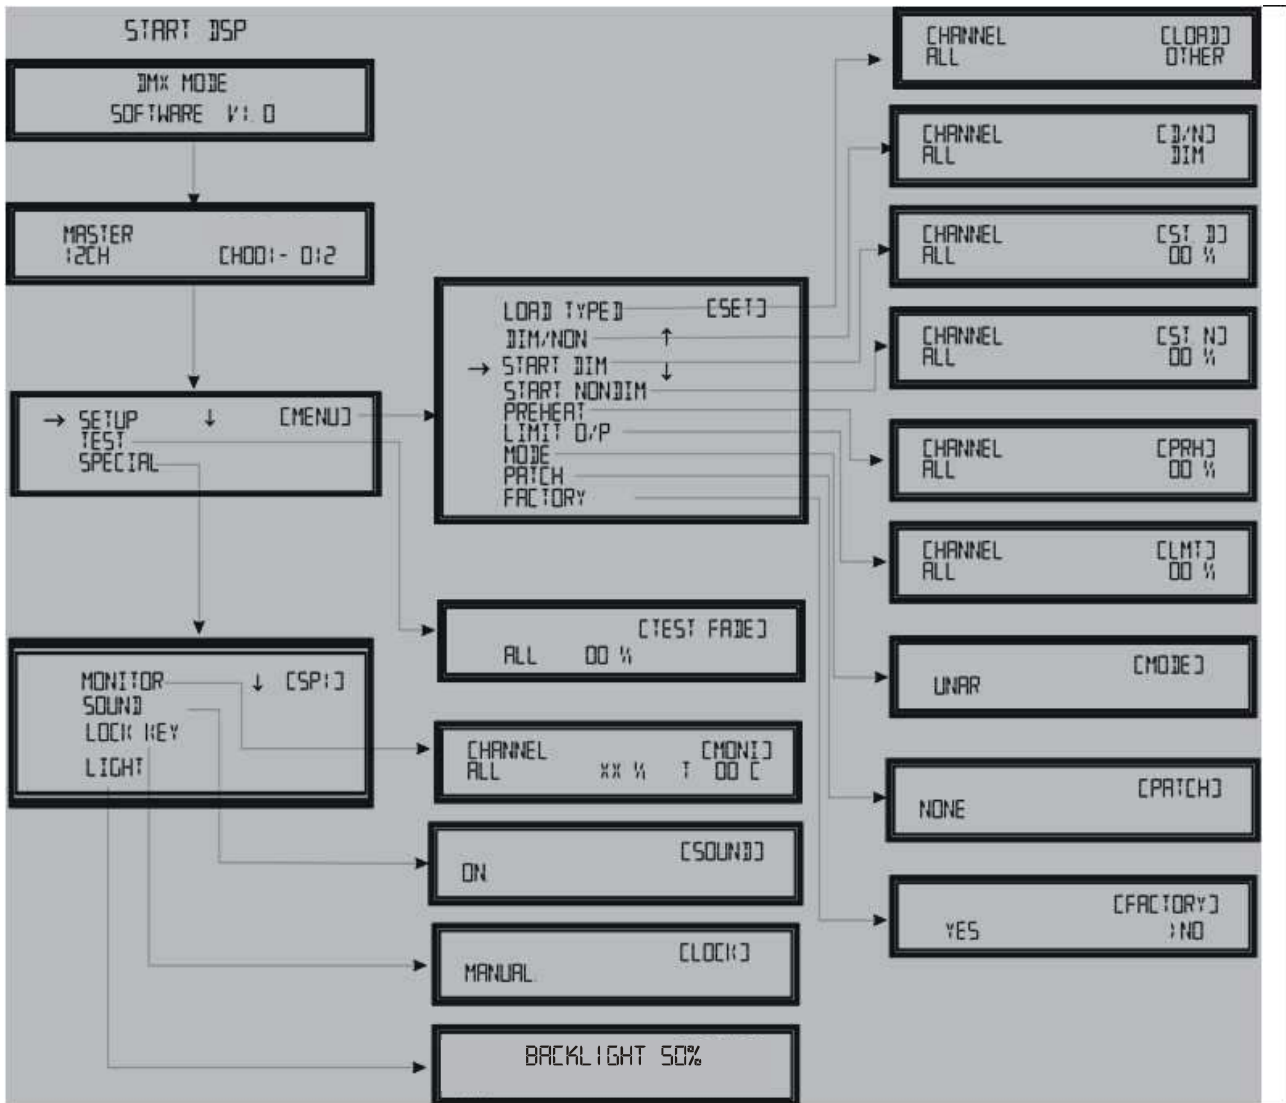 START DSP
DMX MODE
SOFTWARE V1.0
MASTER
12CH CH001- 012
→ SETUP ↓ [MENU]
TEST
SPECIAL
MONITOR ↓ [SP1]
SOUND
LOCK KEY
LIGHT
LOAD TYPED [SET]
DIM/NON ↑
→ START DIM ↓
START NONDIM
PREHEAT
LIMIT O/P
MODE
PATCH
FACTORY
[TEST FADE]
ALL 00 %
CHANNEL [MONI]
ALL XX % T 00 C
[SOUND]
ON.
[LOCK]
MANUAL.
BACKLIGHT 50%
CHANNEL [LOAD]
ALL OTHER
CHANNEL [D/N]
ALL DIM
CHANNEL [ST D]
ALL 00 %
CHANNEL [ST N]
ALL 00 %
CHANNEL [PRH]
ALL 00 %
CHANNEL [LMT]
ALL 00 %
[MODE]
UNAR
[PATCH]
NONE
[FACTORY]
YES >NO